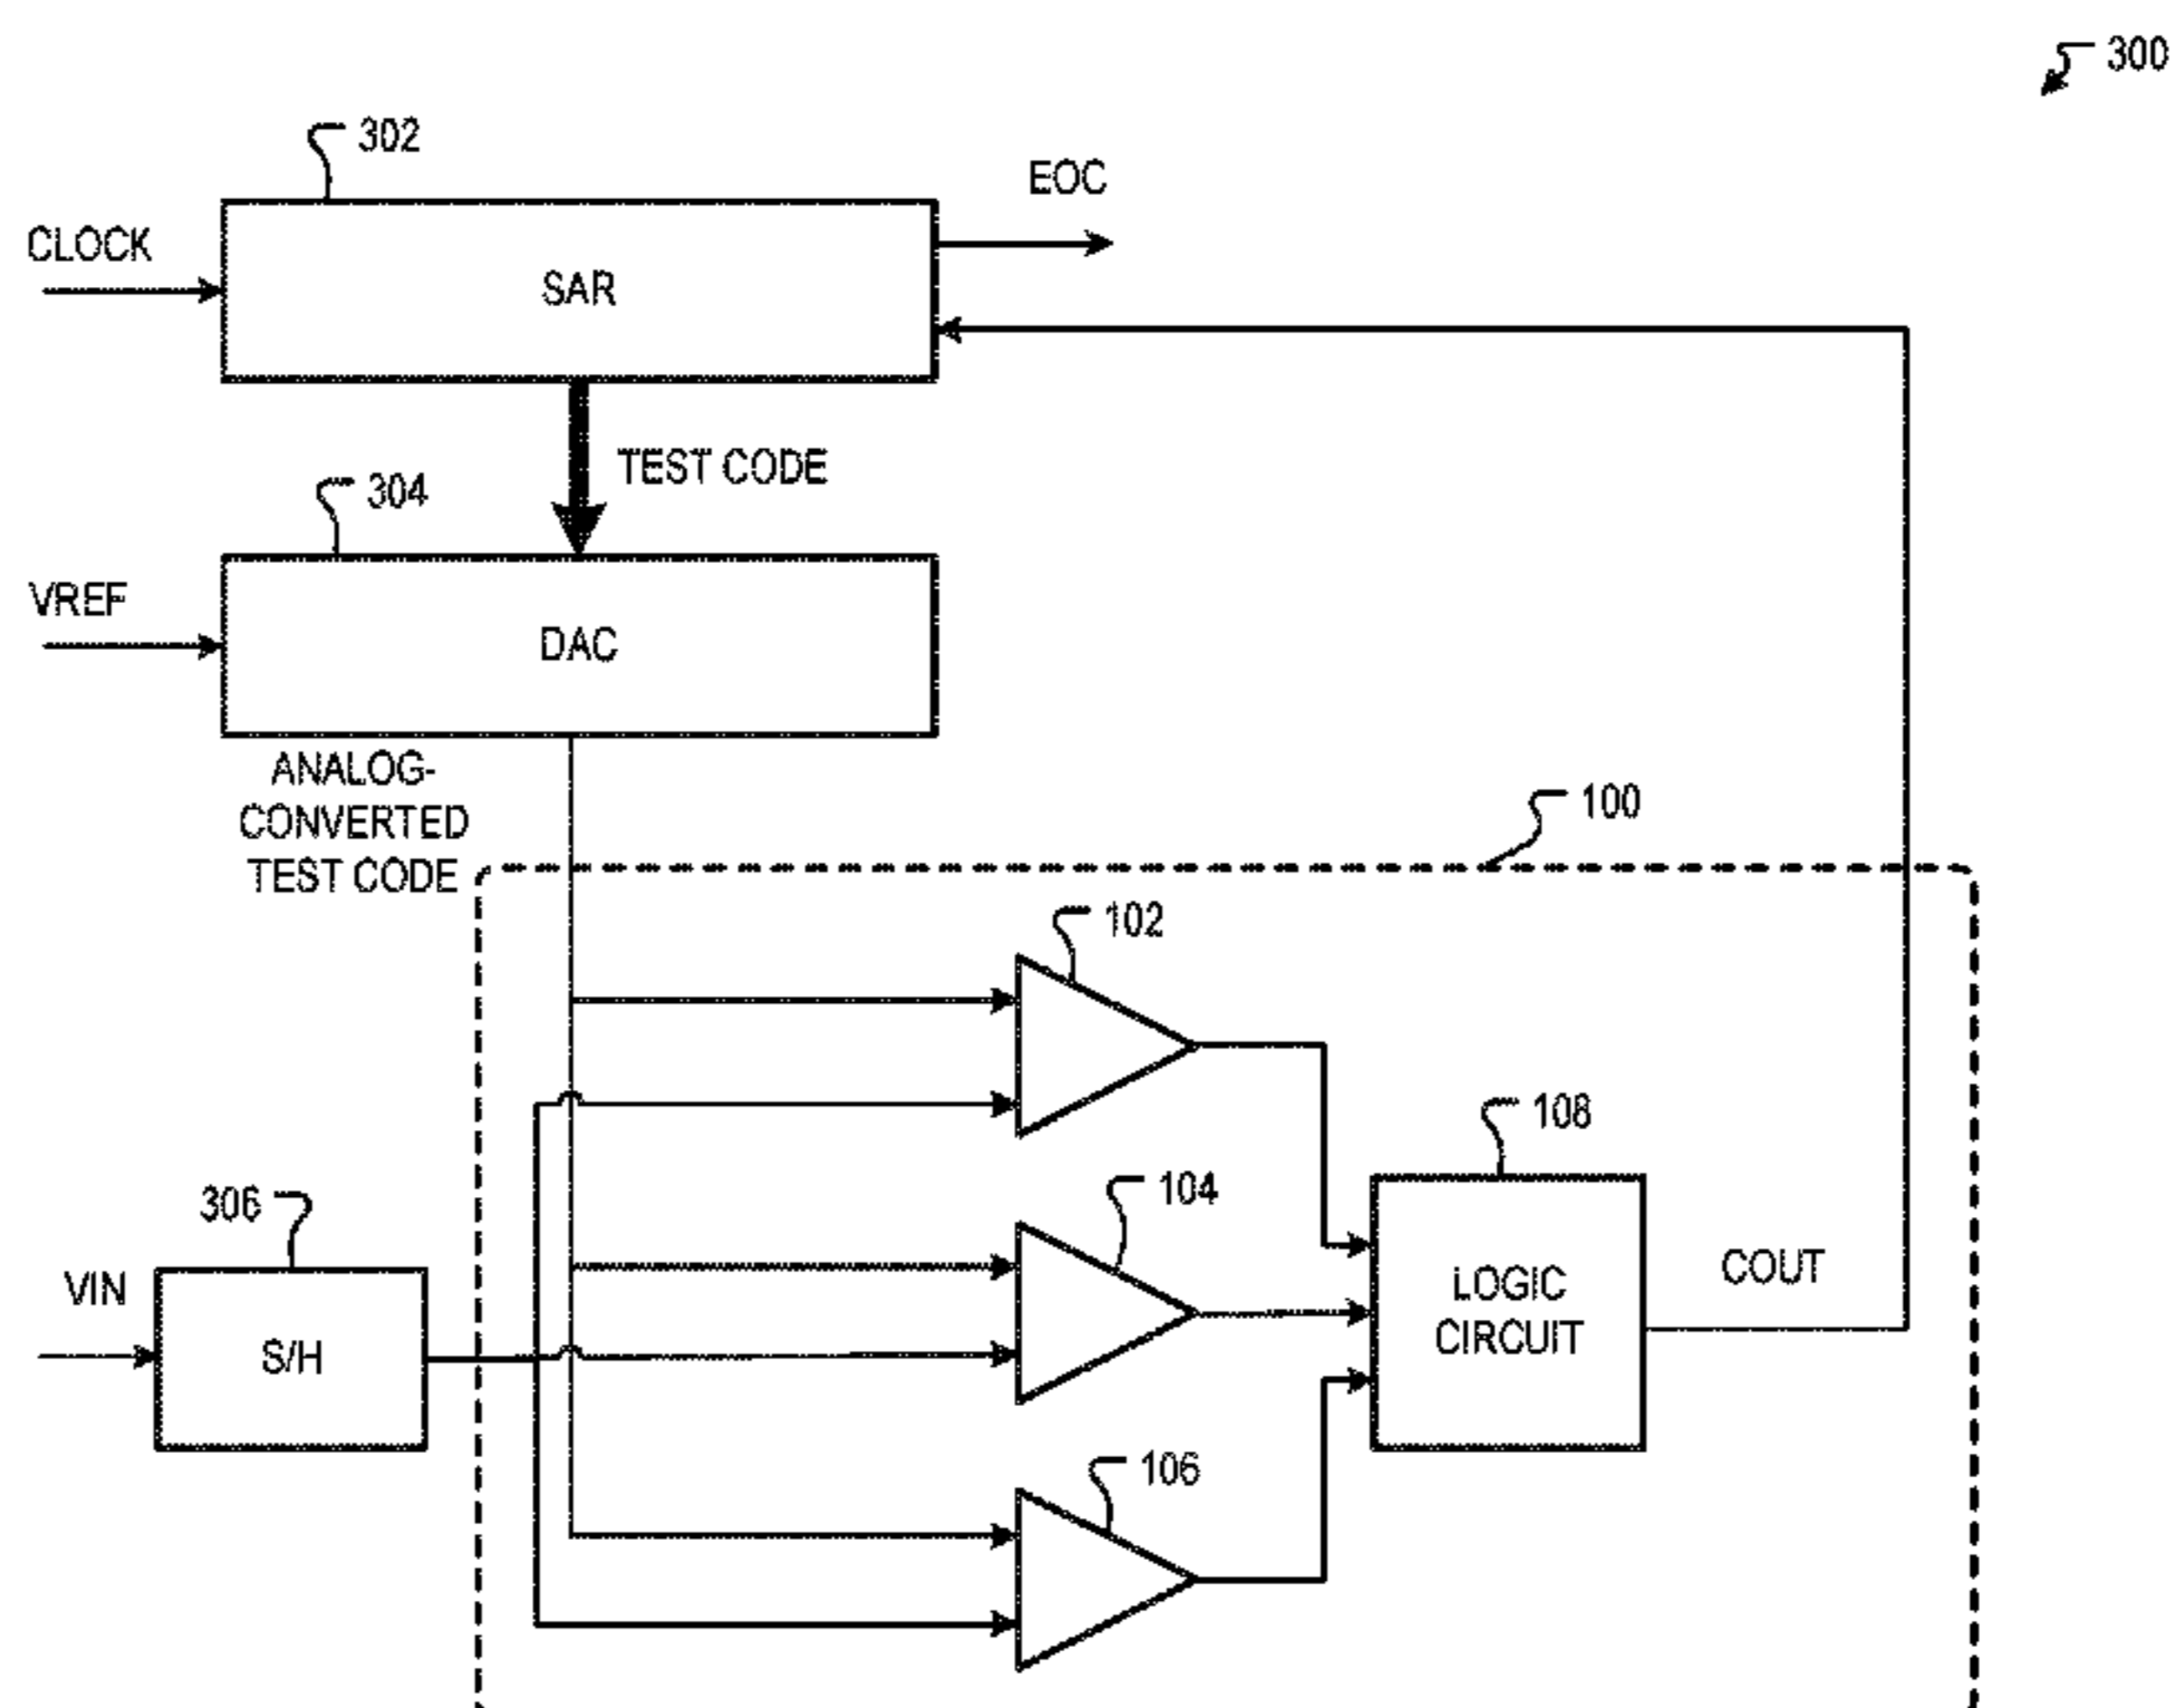 300
302
EOC
CLOCK
SAR
TEST CODE
304
VREF
DAC
ANALOG-
CONVERTED
TEST CODE
100
102
108
104
306
VIN
S/H
LOGIC
CIRCUIT
COUT
106